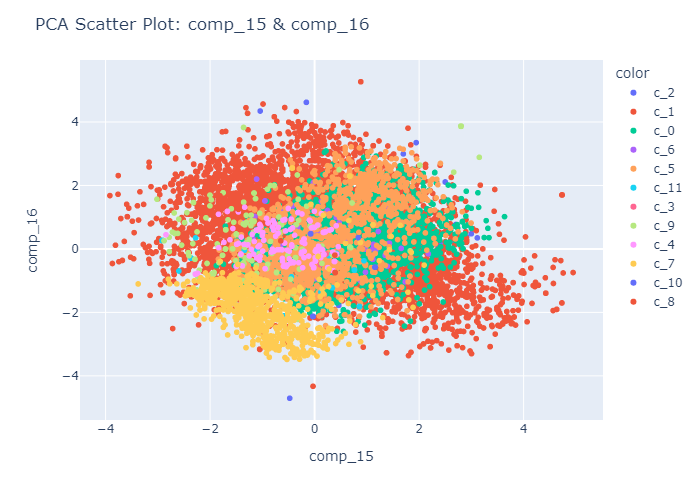 PCA Scatter Plot: comp_15 & comp_16
color
c_2
c_1
c_0
c_6
c_5
c_11
c_3
c_9
c_4
c_7
c_10
c_8
4
2
0
−2
−4
comp_16
−4
−2
0
2
4
comp_15